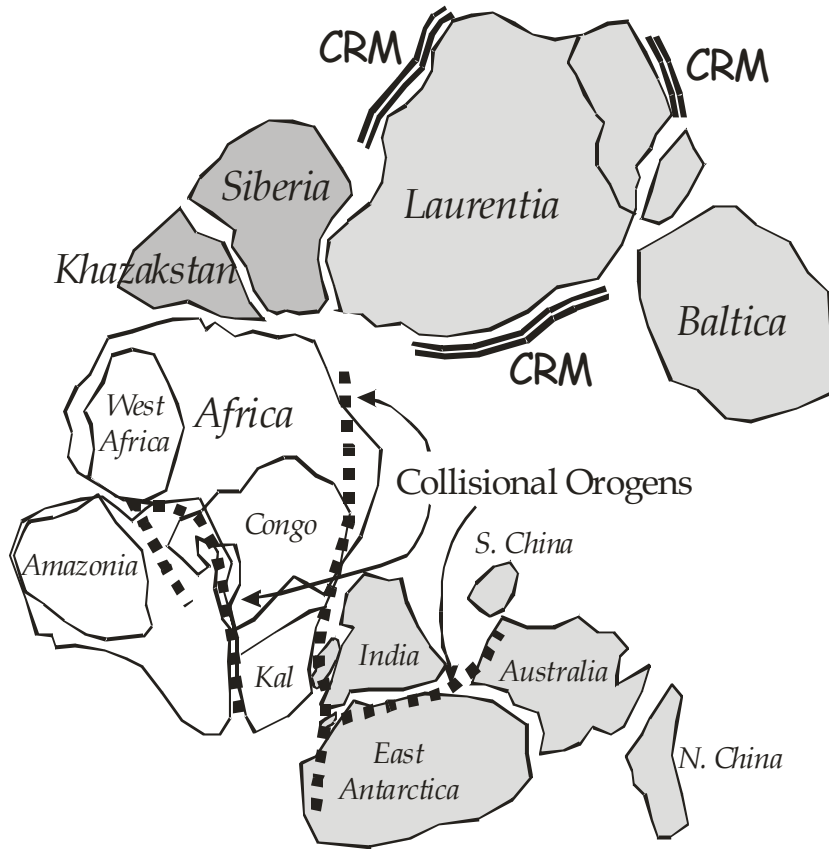 CRM
CRM
Siberia
Laurentia
Khazakstan
Baltica
CRM
West
Africa
Africa
Collisional Orogens
Congo
S. China
Amazonia
India
Australia
Kal
East
Antarctica
N. China